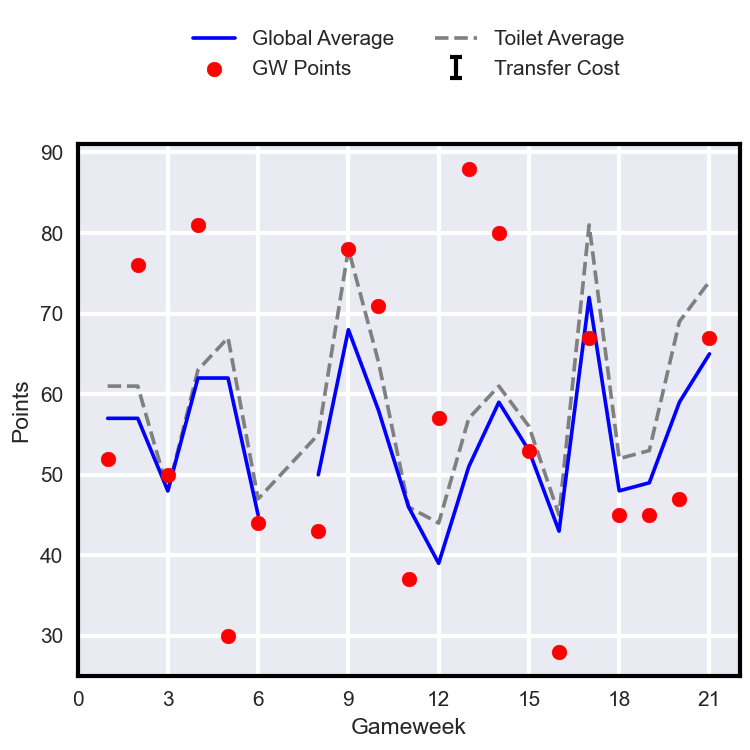 Global Average
Toilet Average
GW Points
Transfer Cost
90
80
70
60
50
40
30
Points
0 3 6 9 12 15 18 21
Gameweek